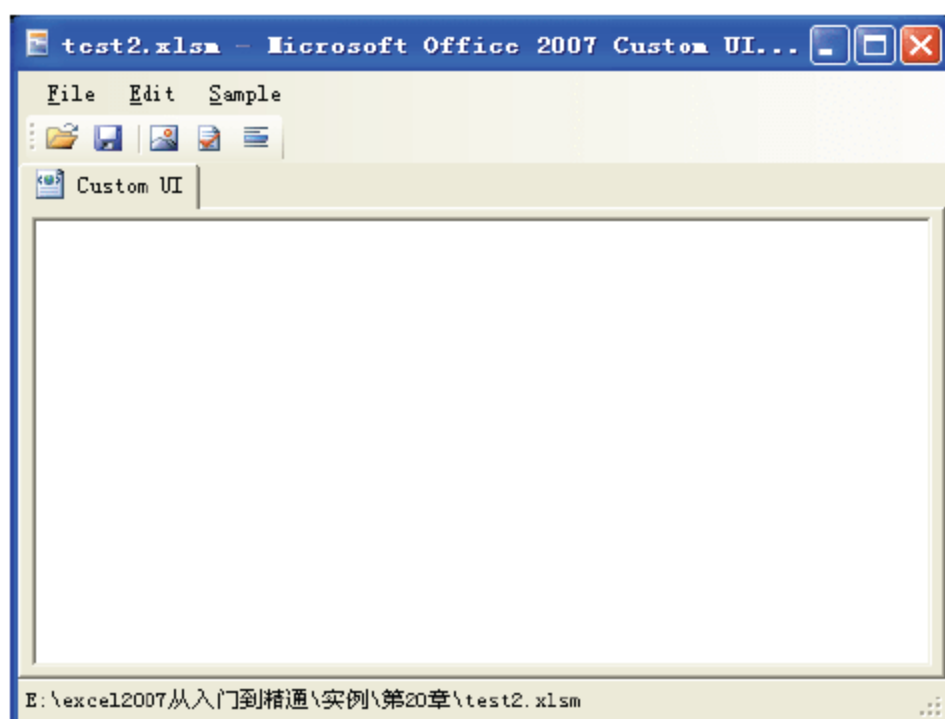 test2.xlsm - Microsoft Office 2007 Custom UI...
File Edit Sample
Custom UI
E:\excel2007从入门到精通\实例\第20章\test2.xlsm